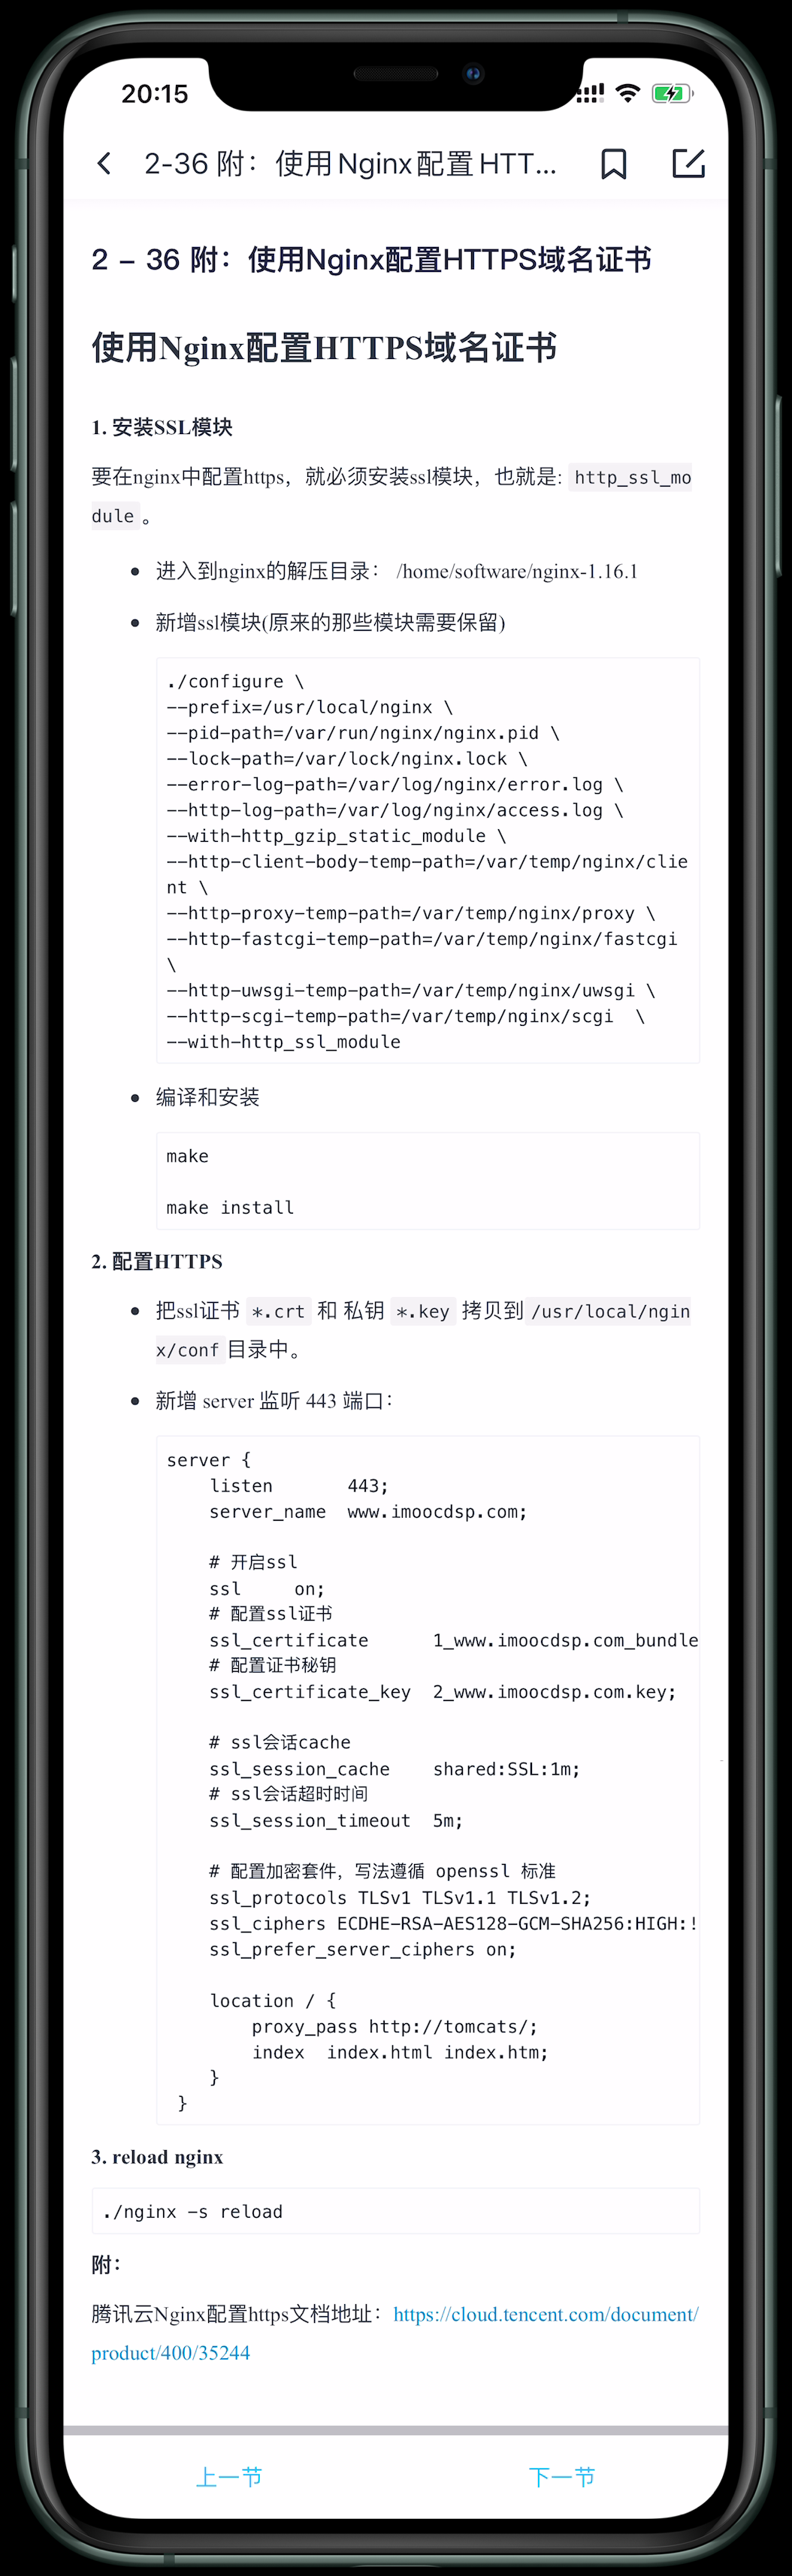 20:15
2-36 附：使用Nginx配置HTT...
2 - 36 附：使用Nginx配置HTTPS域名证书
使用Nginx配置HTTPS域名证书
1. 安装SSL模块
要在nginx中配置https，就必须安装ssl模块，也就是: http_ssl_mo
dule 。
进入到nginx的解压目录： /home/software/nginx-1.16.1
新增ssl模块(原来的那些模块需要保留)
./configure \
--prefix=/usr/local/nginx \
--pid-path=/var/run/nginx/nginx.pid \
--lock-path=/var/lock/nginx.lock \
--error-log-path=/var/log/nginx/error.log \
--http-log-path=/var/log/nginx/access.log \
--with-http_gzip_static_module \
--http-client-body-temp-path=/var/temp/nginx/clie
nt \
--http-proxy-temp-path=/var/temp/nginx/proxy \
--http-fastcgi-temp-path=/var/temp/nginx/fastcgi
\
--http-uwsgi-temp-path=/var/temp/nginx/uwsgi \
--http-scgi-temp-path=/var/temp/nginx/scgi  \
--with-http_ssl_module
编译和安装
make
make install
2. 配置HTTPS
把ssl证书 *.crt 和 私钥 *.key 拷贝到 /usr/local/ngin
x/conf 目录中。
新增 server 监听 443 端口：
server {
    listen       443;
    server_name  www.imoocdsp.com;
    # 开启ssl
    ssl     on;
    # 配置ssl证书
    ssl_certificate      1_www.imoocdsp.com_bundle
    # 配置证书秘钥
    ssl_certificate_key  2_www.imoocdsp.com.key;
    # ssl会话cache
    ssl_session_cache    shared:SSL:1m;
    # ssl会话超时时间
    ssl_session_timeout  5m;
    # 配置加密套件，写法遵循 openssl 标准
    ssl_protocols TLSv1 TLSv1.1 TLSv1.2;
    ssl_ciphers ECDHE-RSA-AES128-GCM-SHA256:HIGH:!
    ssl_prefer_server_ciphers on;
    location / {
        proxy_pass http://tomcats/;
        index  index.html index.htm;
    }
 }
3. reload nginx
./nginx -s reload
附：
腾讯云Nginx配置https文档地址：https://cloud.tencent.com/document/
product/400/35244
上一节 下一节